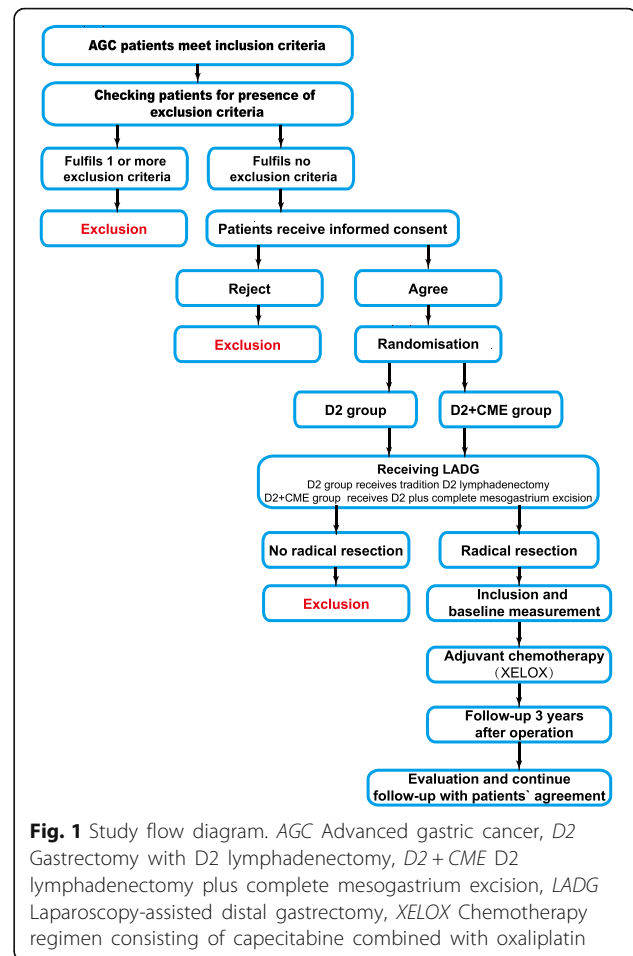 AGC patients meet inclusion criteria
Checking patients for presence of
exclusion criteria
Fulfils 1 or more
exclusion criteria
Fulfils no
exclusion criteria
Exclusion
Patients receive informed consent
Reject
Agree
Exclusion
Randomisation
D2 group
D2+CME group
Receiving LADG
D2 group receives tradition D2 lymphadenectomy
D2+CME group receives D2 plus complete mesogastrium excision
No radical resection
Radical resection
Exclusion
Inclusion and
baseline measurement
Adjuvant chemotherapy
（XELOX）
Follow-up 3 years
after operation
Evaluation and continue
follow-up with patients` agreement
Fig. 1 Study flow diagram. AGC Advanced gastric cancer, D2
Gastrectomy with D2 lymphadenectomy, D2 + CME D2
lymphadenectomy plus complete mesogastrium excision, LADG
Laparoscopy-assisted distal gastrectomy, XELOX Chemotherapy
regimen consisting of capecitabine combined with oxaliplatin